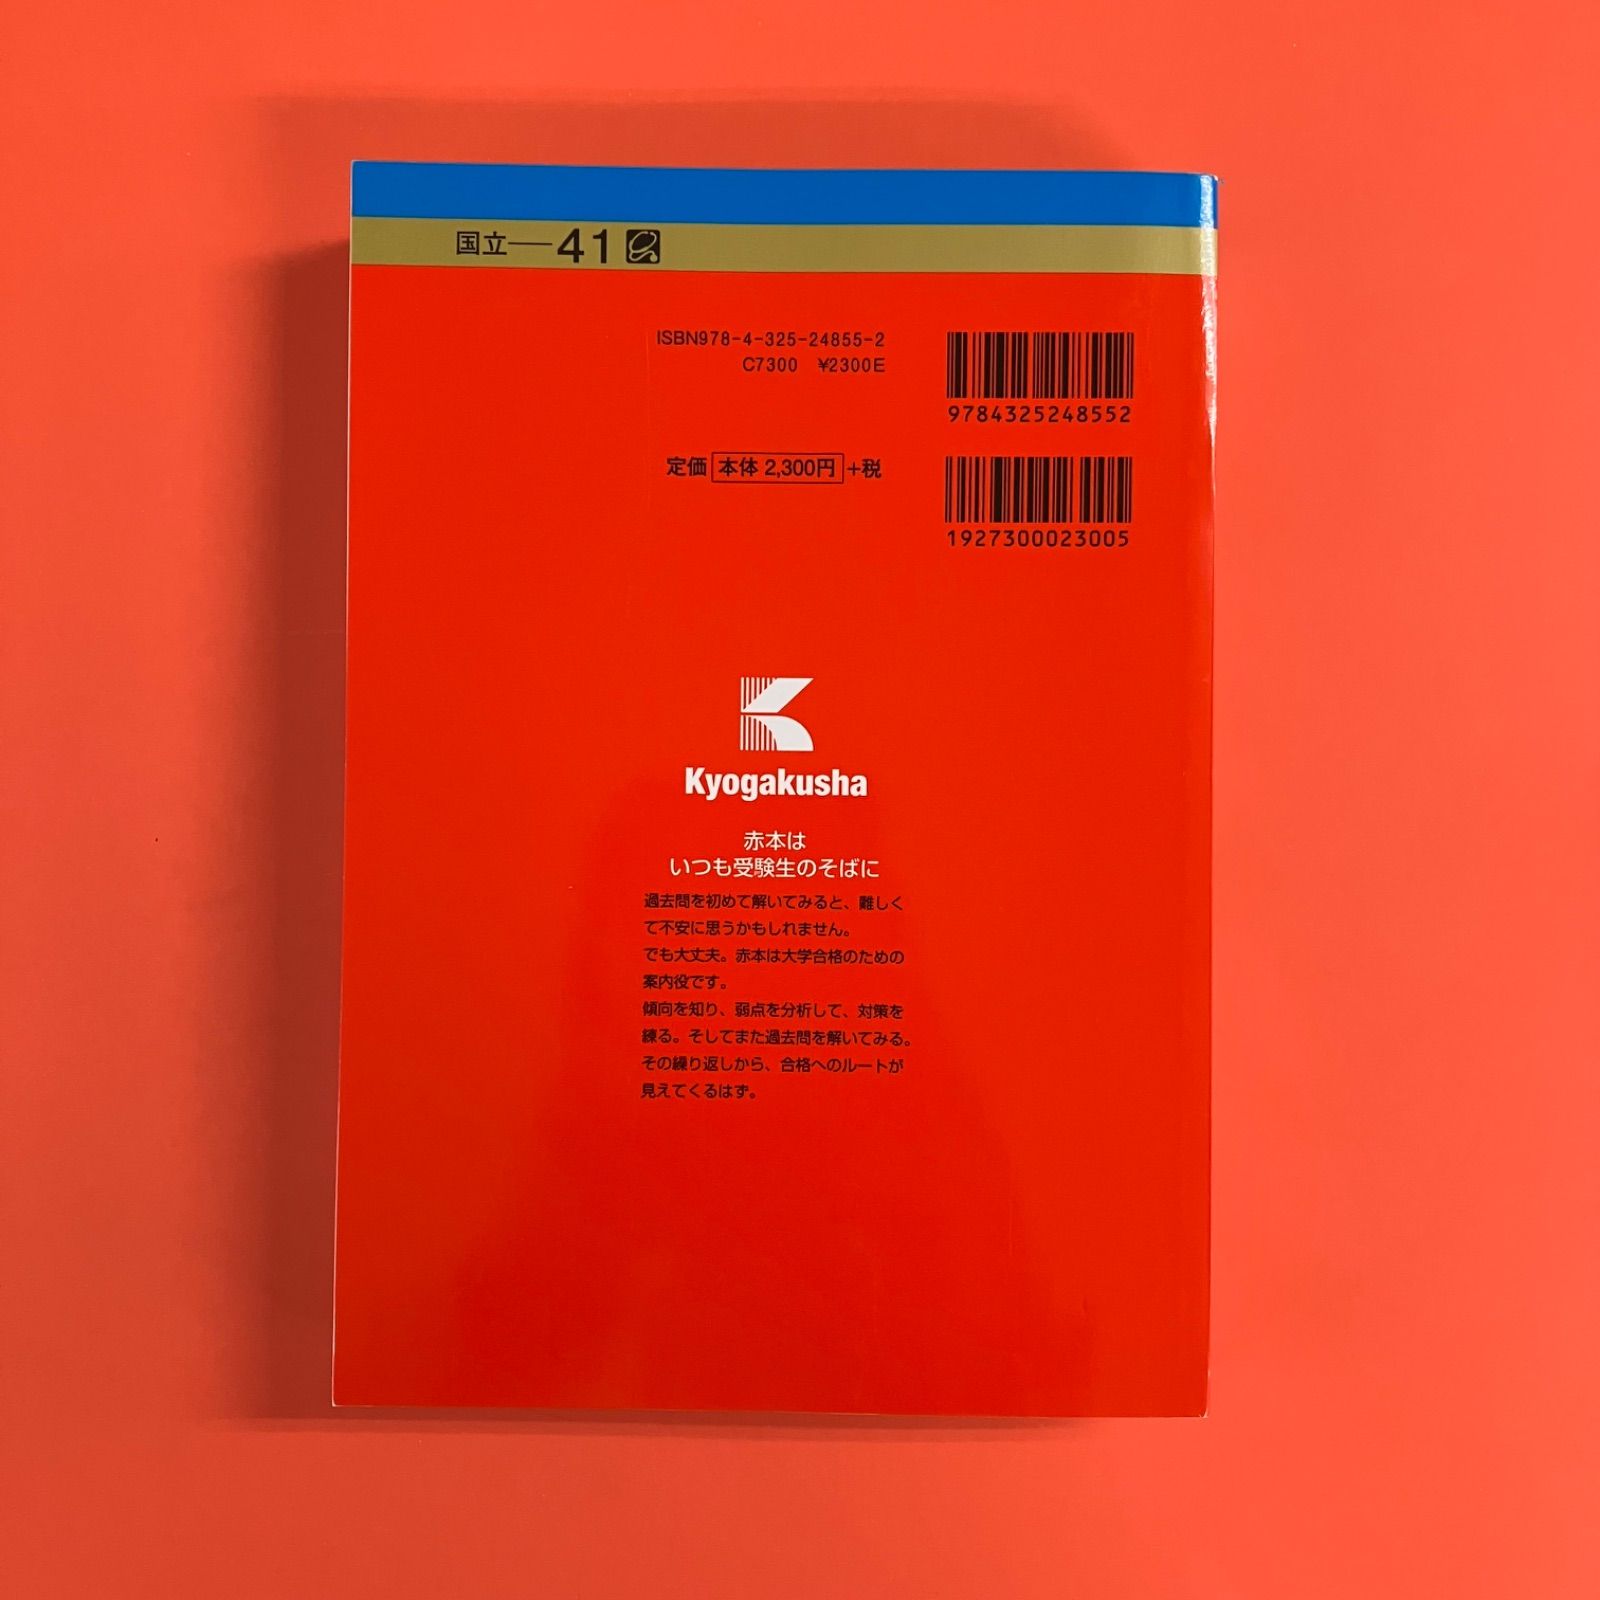 国立―41
ISBN978-4-325-24855-2
C7300 ¥2300E
9784325248552
定価 本体 2,300円 +税
1927300023005
Kyogakusha
赤本は
いつも受験生のそばに
過去問を初めて解いてみると、難しく
て不安に思うかもしれません。
でも大丈夫。赤本は大学合格のための
案内役です。
傾向を知り、弱点を分析して、対策を
練る。そしてまた過去問を解いてみる。
その繰り返しから、合格へのルートが
見えてくるはず。